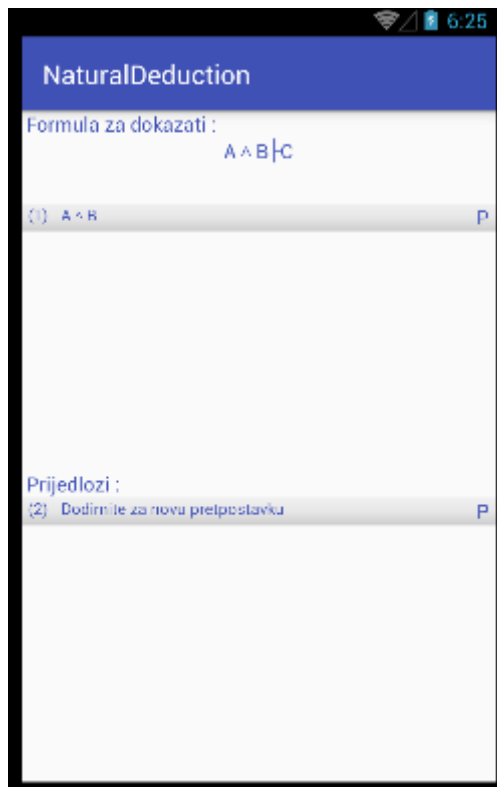 6:25
NaturalDeduction
Formula za dokazati :
A ∧ B ├C
(1) A ∧ B P
Prijedlozi :
(2) Dodirnite za novu pretpostavku P